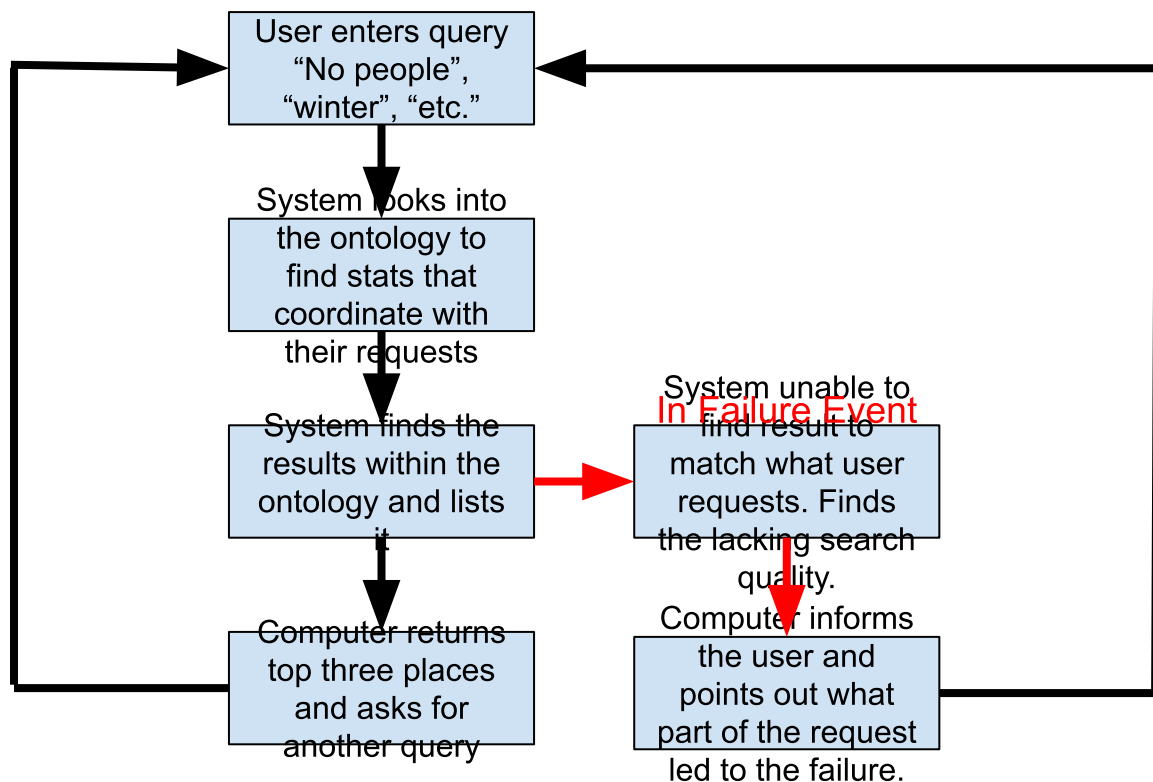 User enters query
“No people”,
“winter”, “etc.”
System looks into
the ontology to
find stats that
coordinate with
their requests
System finds the
results within the
ontology and lists
it
Computer returns
top three places
and asks for
another query
In Failure Event
System unable to
find result to
match what user
requests. Finds
the lacking search
quality.
Computer informs
the user and
points out what
part of the request
led to the failure.